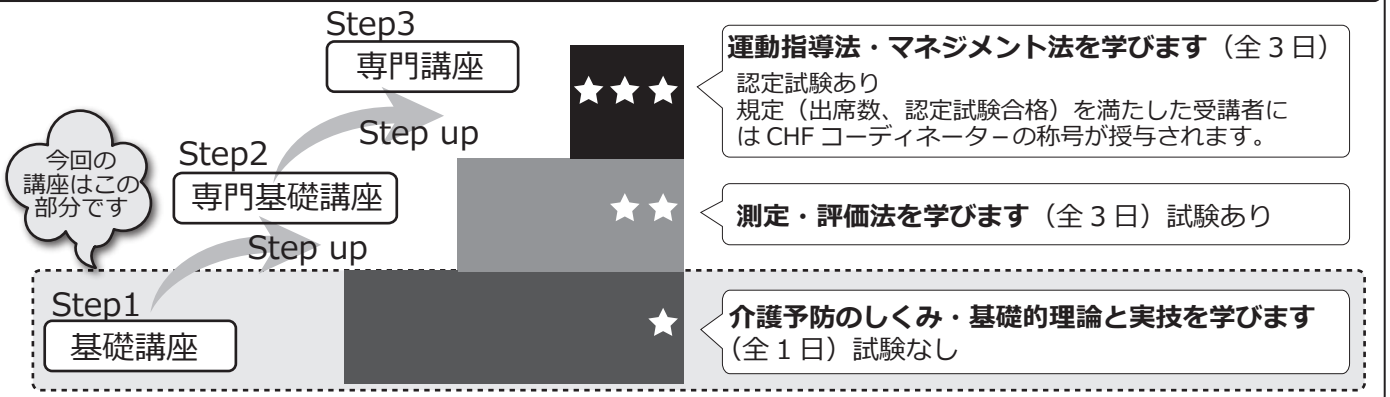 Step3
専門講座
運動指導法・マネジメント法を学びます（全 3 日）
認定試験あり
規定（出席数、認定試験合格）を満たした受講者に
は CHF コーディネータ－の称号が授与されます。
Step up
今回の
講座はこの
部分です
Step2
専門基礎講座
測定・評価法を学びます（全 3 日）試験あり
Step up
Step1
基礎講座
介護予防のしくみ・基礎的理論と実技を学びます
（全 1 日）試験なし